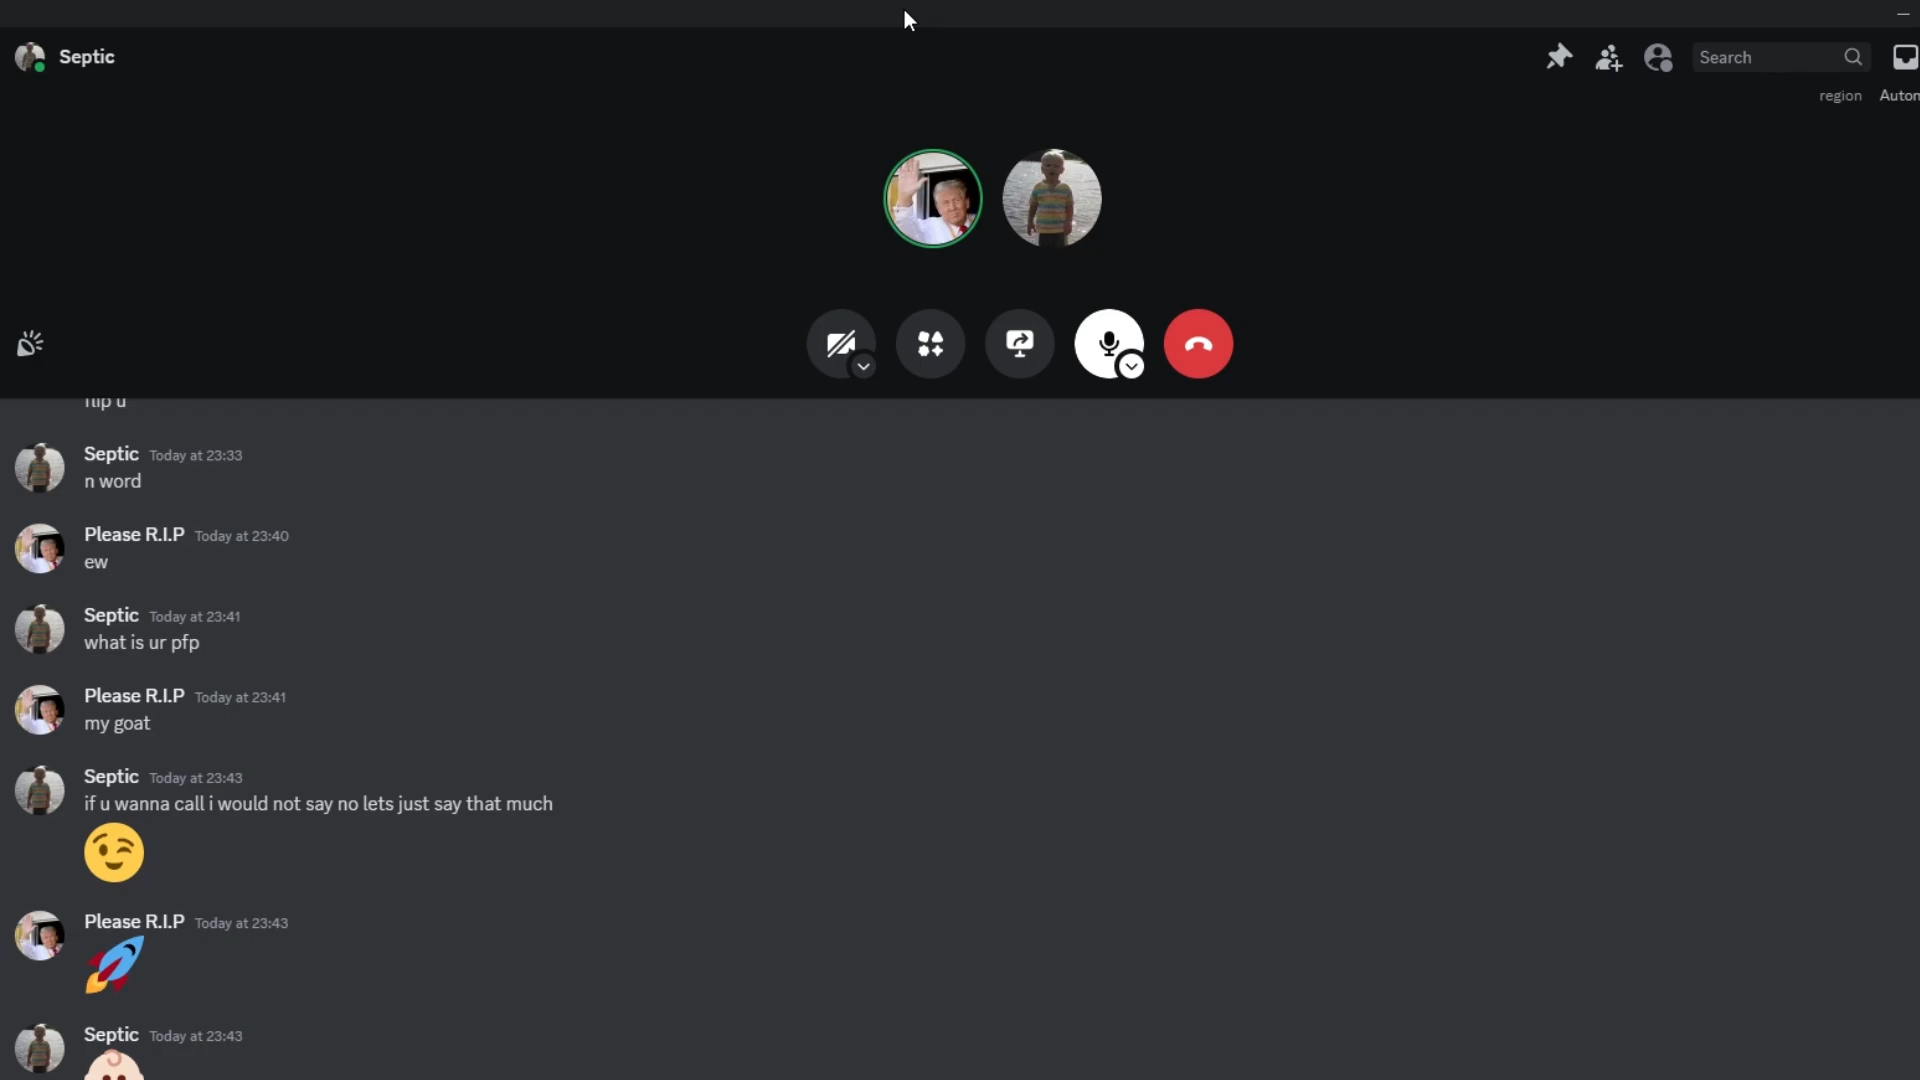 Septic
Search
region Autom
flip u
Septic Today at 23:33
n word
Please R.I.P Today at 23:40
ew
Septic Today at 23:41
what is ur pfp
Please R.I.P Today at 23:41
my goat
Septic Today at 23:43
if u wanna call i would not say no lets just say that much
Please R.I.P Today at 23:43
Septic Today at 23:43